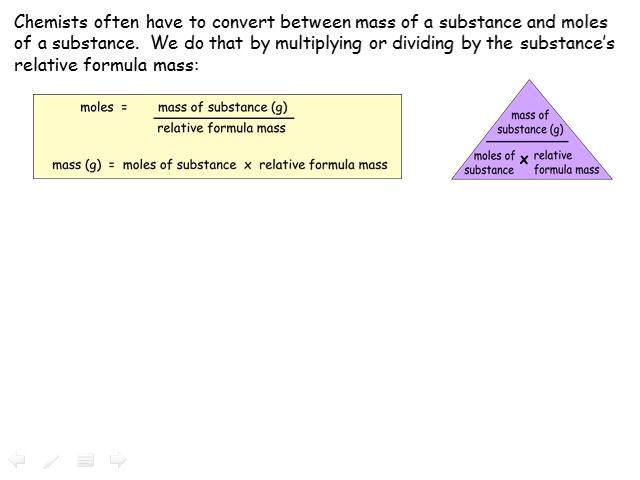 Chemists often have to convert between mass of a substance and moles
of a substance.  We do that by multiplying or dividing by the substance's
relative formula mass:
moles  =  mass of substance (g)
relative formula mass
mass (g)  =  moles of substance  x  relative formula mass
mass of
substance (g)
moles of x relative
substance formula mass